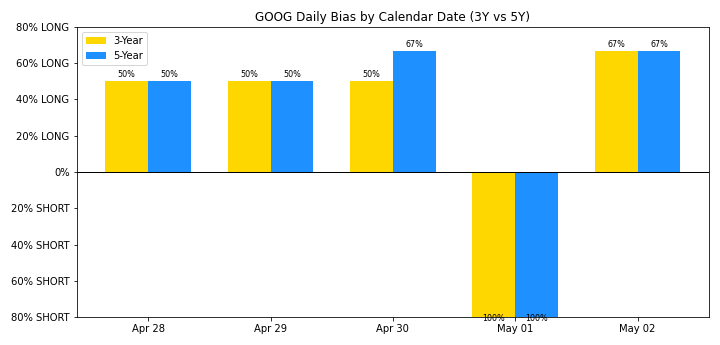 GOOG Daily Bias by Calendar Date (3Y vs 5Y)
80% LONG
60% LONG
40% LONG
20% LONG
0%
20% SHORT
40% SHORT
60% SHORT
80% SHORT
3-Year
5-Year
50% 50% 50% 50% 50% 67% 67% 67%
100% 100%
Apr 28 Apr 29 Apr 30 May 01 May 02